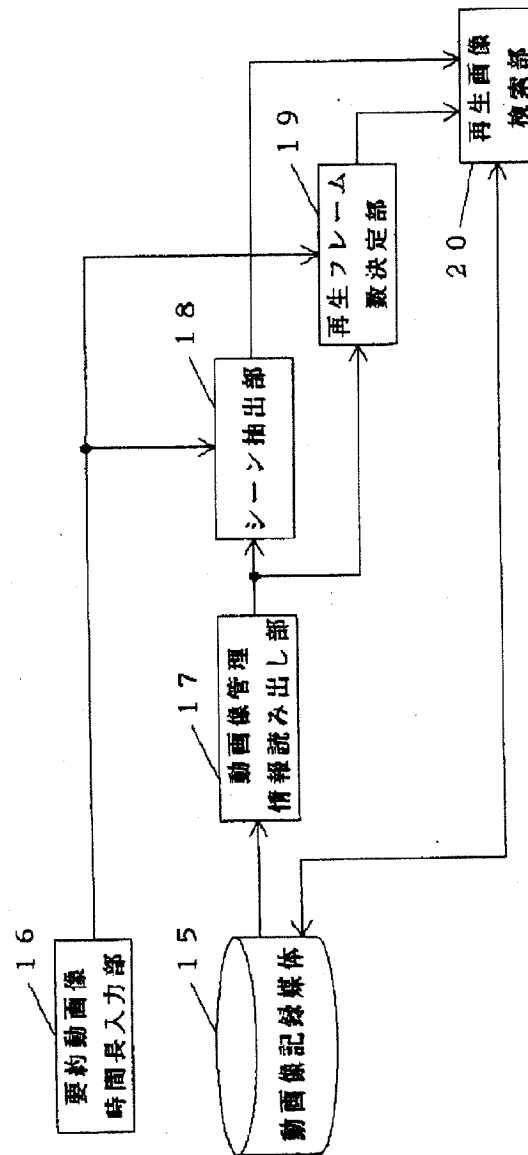 16
要約動画像
時間長入力部
15
動画像記録媒体
17
動画像管理
情報読み出し部
18
シーン抽出部
19
再生フレーム
数決定部
20
再生画像
検索部